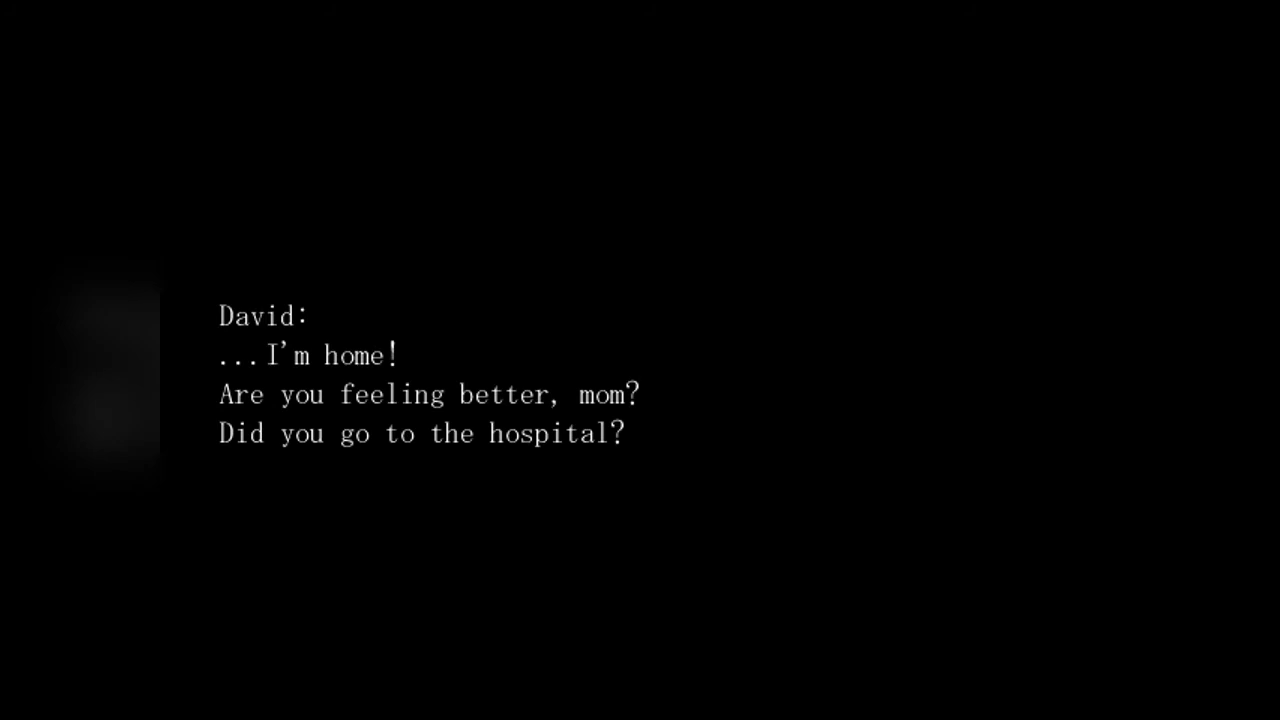 David:
...I'm home!
Are you feeling better, mom?
Did you go to the hospital?